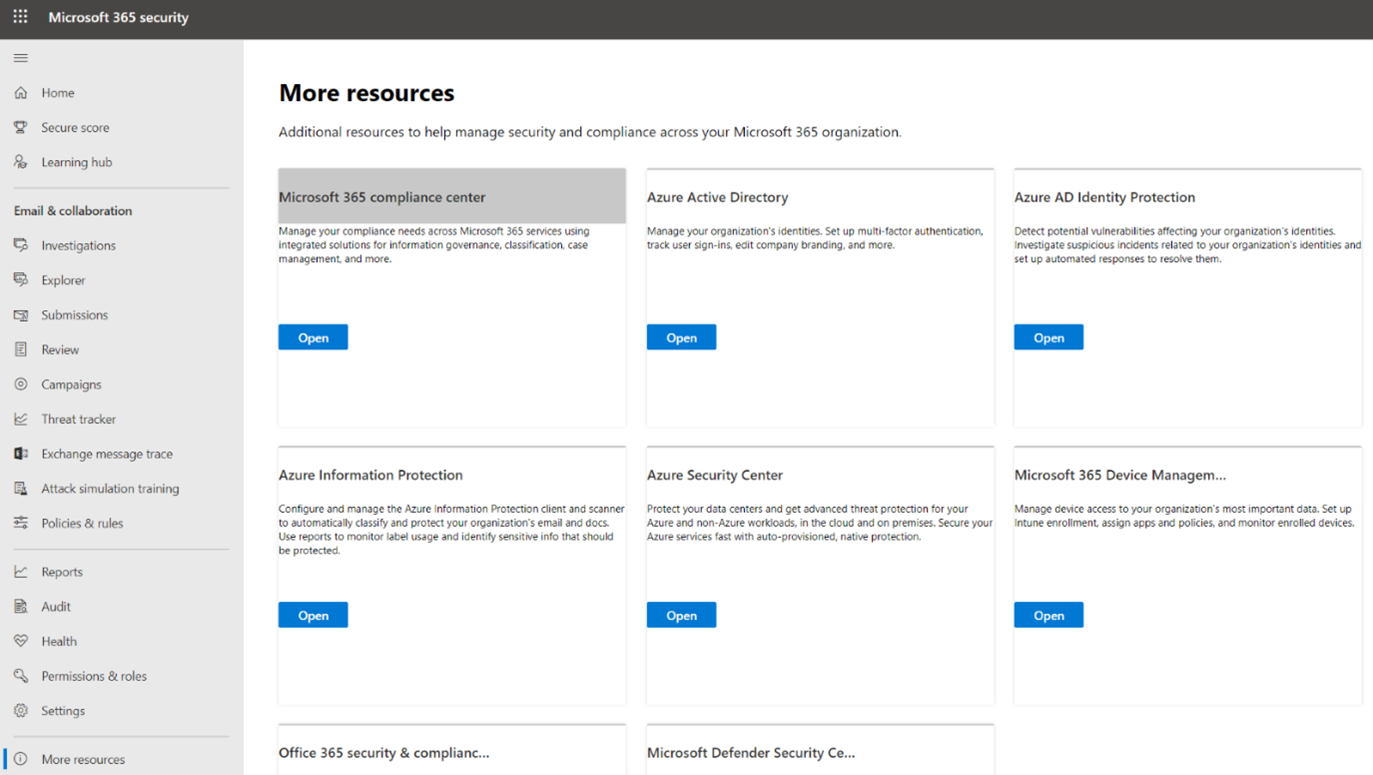 Microsoft 365 security
Home
Secure score
Learning hub
Email & collaboration
Investigations
Explorer
Submissions
Review
Campaigns
Threat tracker
Exchange message trace
Attack simulation training
Policies & rules
Reports
Audit
Health
Permissions & roles
Settings
More resources
More resources
Additional resources to help manage security and compliance across your Microsoft 365 organization.
Microsoft 365 compliance center
Manage your compliance needs across Microsoft 365 services using
integrated solutions for information governance, classification, case
management, and more.
Open
Azure Active Directory
Manage your organization's identities. Set up multi-factor authentication,
track user sign-ins, edit company branding, and more.
Open
Azure AD Identity Protection
Detect potential vulnerabilities affecting your organization's identities.
Investigate suspicious incidents related to your organization's identities and
set up automated responses to resolve them.
Open
Azure Information Protection
Configure and manage the Azure Information Protection client and scanner
to automatically classify and protect your organization's email and docs.
Use reports to monitor label usage and identify sensitive info that should
be protected.
Open
Azure Security Center
Protect your data centers and get advanced threat protection for your
Azure and non-Azure workloads, in the cloud and on premises. Secure your
Azure services fast with auto-provisioned, native protection.
Open
Microsoft 365 Device Managem...
Manage device access to your organization's most important data. Set up
Intune enrollment, assign apps and policies, and monitor enrolled devices.
Open
Office 365 security & complianc...
Microsoft Defender Security Ce...